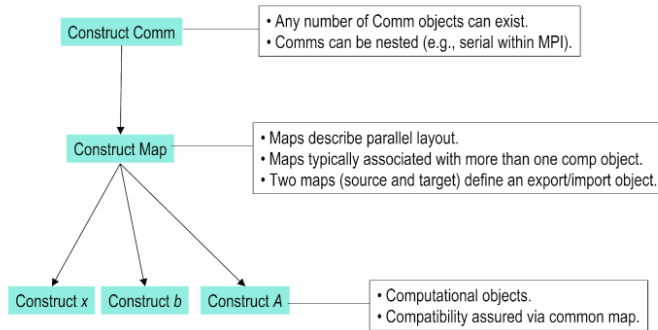 Construct Comm
• Any number of Comm objects can exist.
• Comms can be nested (e.g., serial within MPI).
Construct Map
• Maps describe parallel layout.
• Maps typically associated with more than one comp object.
• Two maps (source and target) define an export/import object.
Construct x
Construct b
Construct A
• Computational objects.
• Compatibility assured via common map.